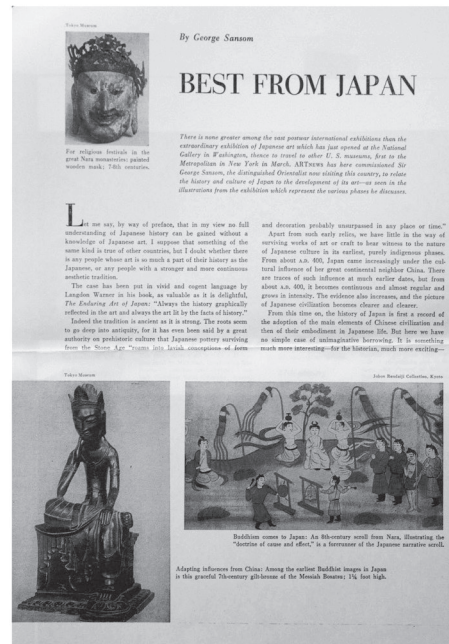 Tokyo Museum
For religious festivals in the
great Nara monasteries: painted
wooden mask; 7-8th centuries.
By George Sansom
BEST FROM JAPAN
There is none greater among the vast postwar international exhibitions than the
extraordinary exhibition of Japanese art which has just opened at the National
Gallery in Washington, thence to travel to other U. S. museums, first to the
Metropolitan in New York in March. ARTNEWS has here commissioned Sir
George Sansom, the distinguished Orientalist now visiting this country, to relate
the history and culture of Japan to the development of its art—as seen in the
illustrations from the exhibition which represent the various phases he discusses.
Let me say, by way of preface, that in my view no full
understanding of Japanese history can be gained without a
knowledge of Japanese art. I suppose that something of the
same kind is true of other countries, but I doubt whether there
is any people whose art is so much a part of their history as the
Japanese, or any people with a stronger and more continuous
aesthetic tradition.
The case has been put in vivid and cogent language by
Langdon Warner in his book, as valuable as it is delightful,
The Enduring Art of Japan: "Always the history graphically
reflected in the art and always the art lit by the facts of history."
Indeed the tradition is ancient as it is strong. The roots seem
to go deep into antiquity, for it has even been said by a great
authority on prehistoric culture that Japanese pottery surviving
from the Stone Age "roams into lavish conceptions of form
and decoration probably unsurpassed in any place or time."
Apart from such early relics, we have little in the way of
surviving works of art or craft to bear witness to the nature
of Japanese culture in its earliest, purely indigenous phases.
From about A.D. 400, Japan came increasingly under the cul-
tural influence of her great continental neighbor China. There
are traces of such influence at much earlier dates, but from
about A.D. 400, it becomes continuous and almost regular and
grows in intensity. The evidence also increases, and the picture
of Japanese civilization becomes clearer and clearer.
From this time on, the history of Japan is first a record of
the adoption of the main elements of Chinese civilization and
then of their embodiment in Japanese life. But here we have
no simple case of unimaginative borrowing. It is something
much more interesting—for the historian, much more exciting—
Tokyo Museum
Jobon Rendaiji Collection, Kyoto
Buddhism comes to Japan: An 8th-century scroll from Nara, illustrating the
"doctrine of cause and effect," is a forerunner of the Japanese narrative scroll.
Adapting influences from China: Among the earliest Buddhist images in Japan
is this graceful 7th-century gilt-bronze of the Messiah Bosatsu; 1¼ foot high.